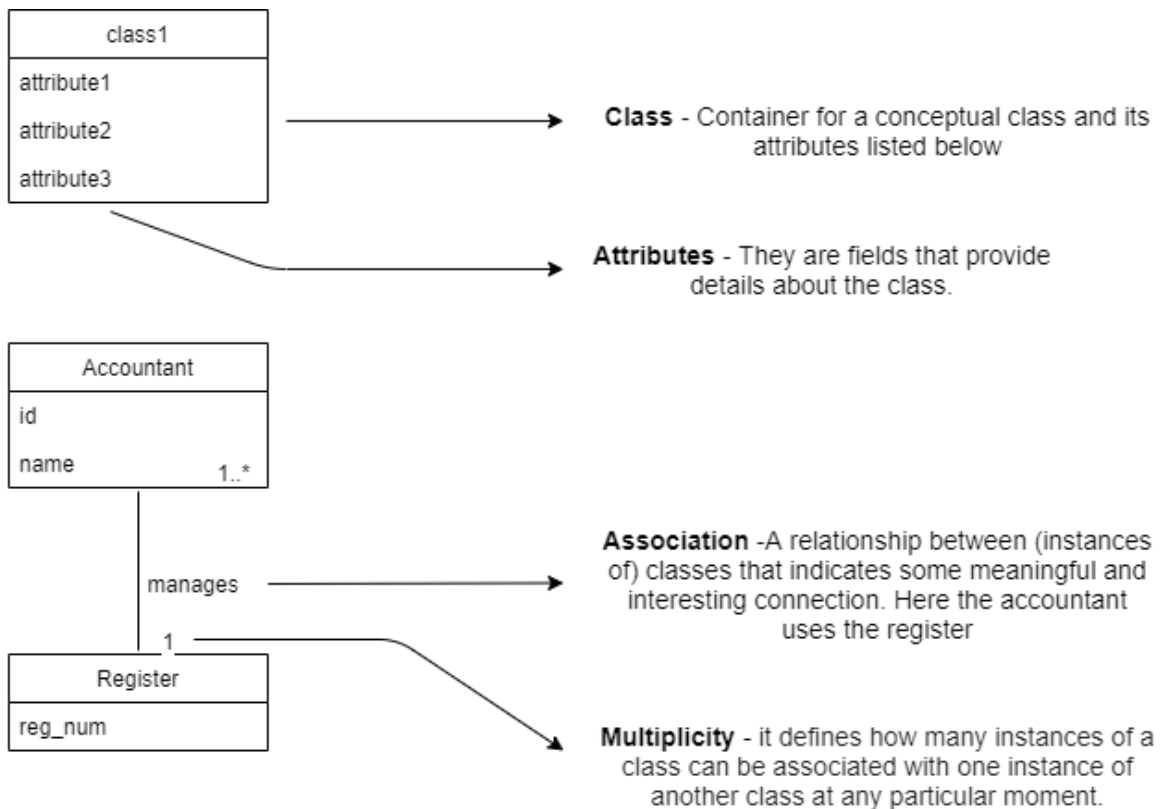 class1
attribute1
attribute2
attribute3
Class - Container for a conceptual class and its
attributes listed below
Attributes - They are fields that provide
details about the class.
Accountant
id
name
1..*
manages
1
Association -A relationship between (instances
of) classes that indicates some meaningful and
interesting connection. Here the accountant
uses the register
Register
reg_num
Multiplicity - it defines how many instances of a
class can be associated with one instance of
another class at any particular moment.